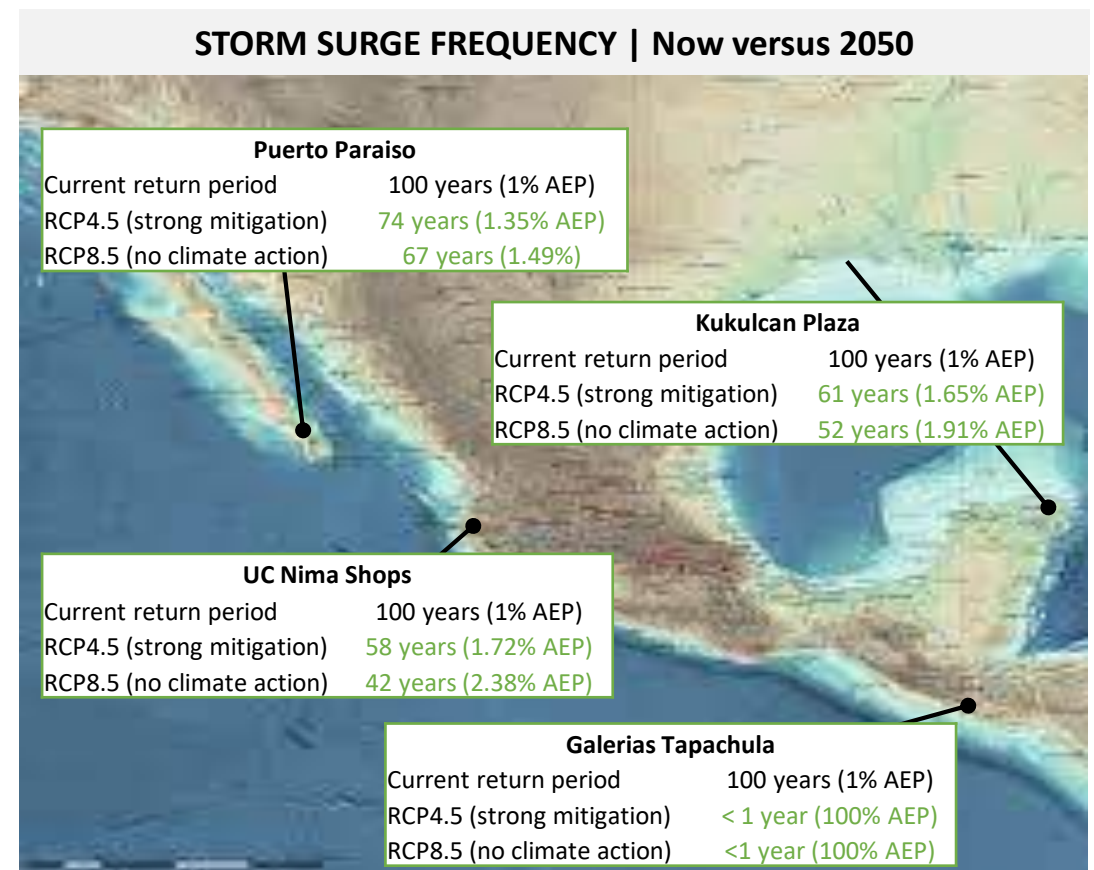 STORM SURGE FREQUENCY | Now versus 2050
Puerto Paraiso
Current return period 100 years (1% AEP)
RCP4.5 (strong mitigation) 74 years (1.35% AEP)
RCP8.5 (no climate action) 67 years (1.49%)
Kukulcan Plaza
Current return period 100 years (1% AEP)
RCP4.5 (strong mitigation) 61 years (1.65% AEP)
RCP8.5 (no climate action) 52 years (1.91% AEP)
UC Nima Shops
Current return period 100 years (1% AEP)
RCP4.5 (strong mitigation) 58 years (1.72% AEP)
RCP8.5 (no climate action) 42 years (2.38% AEP)
Galerias Tapachula
Current return period 100 years (1% AEP)
RCP4.5 (strong mitigation) < 1 year (100% AEP)
RCP8.5 (no climate action) <1 year (100% AEP)